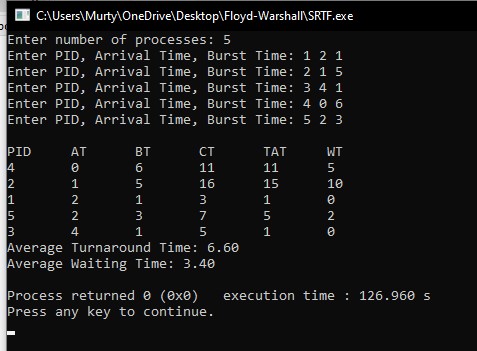 C:\Users\Murty\OneDrive\Desktop\Floyd-Warshall\SRTF.exe
Enter number of processes: 5
Enter PID, Arrival Time, Burst Time: 1 2 1
Enter PID, Arrival Time, Burst Time: 2 1 5
Enter PID, Arrival Time, Burst Time: 3 4 1
Enter PID, Arrival Time, Burst Time: 4 0 6
Enter PID, Arrival Time, Burst Time: 5 2 3
PID AT BT CT TAT WT
4 0 6 11 11 5
2 1 5 16 15 10
1 2 1 3 1 0
5 2 3 7 5 2
3 4 1 5 1 0
Average Turnaround Time: 6.60
Average Waiting Time: 3.40
Process returned 0 (0x0) execution time : 126.960 s
Press any key to continue.